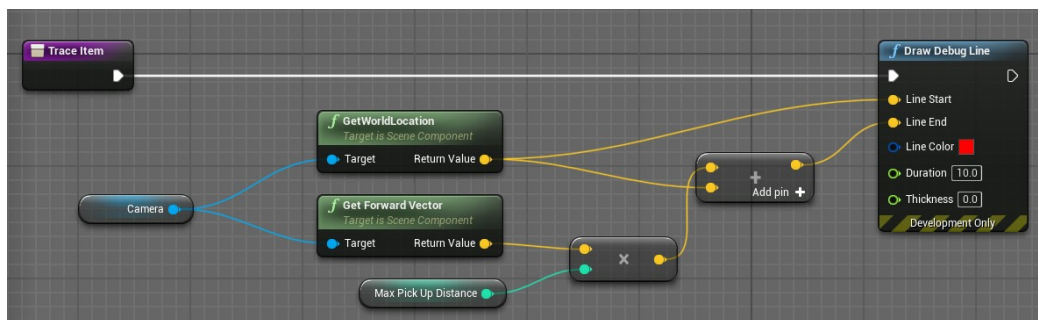 Trace Item
f Draw Debug Line
Line Start
f GetWorldLocation
Target is Scene Component
Line End
Target Return Value
Line Color
+
Add pin +
Duration 10.0
Camera
f Get Forward Vector
Target is Scene Component
Thickness 0.0
Development Only
Target Return Value
×
Max Pick Up Distance